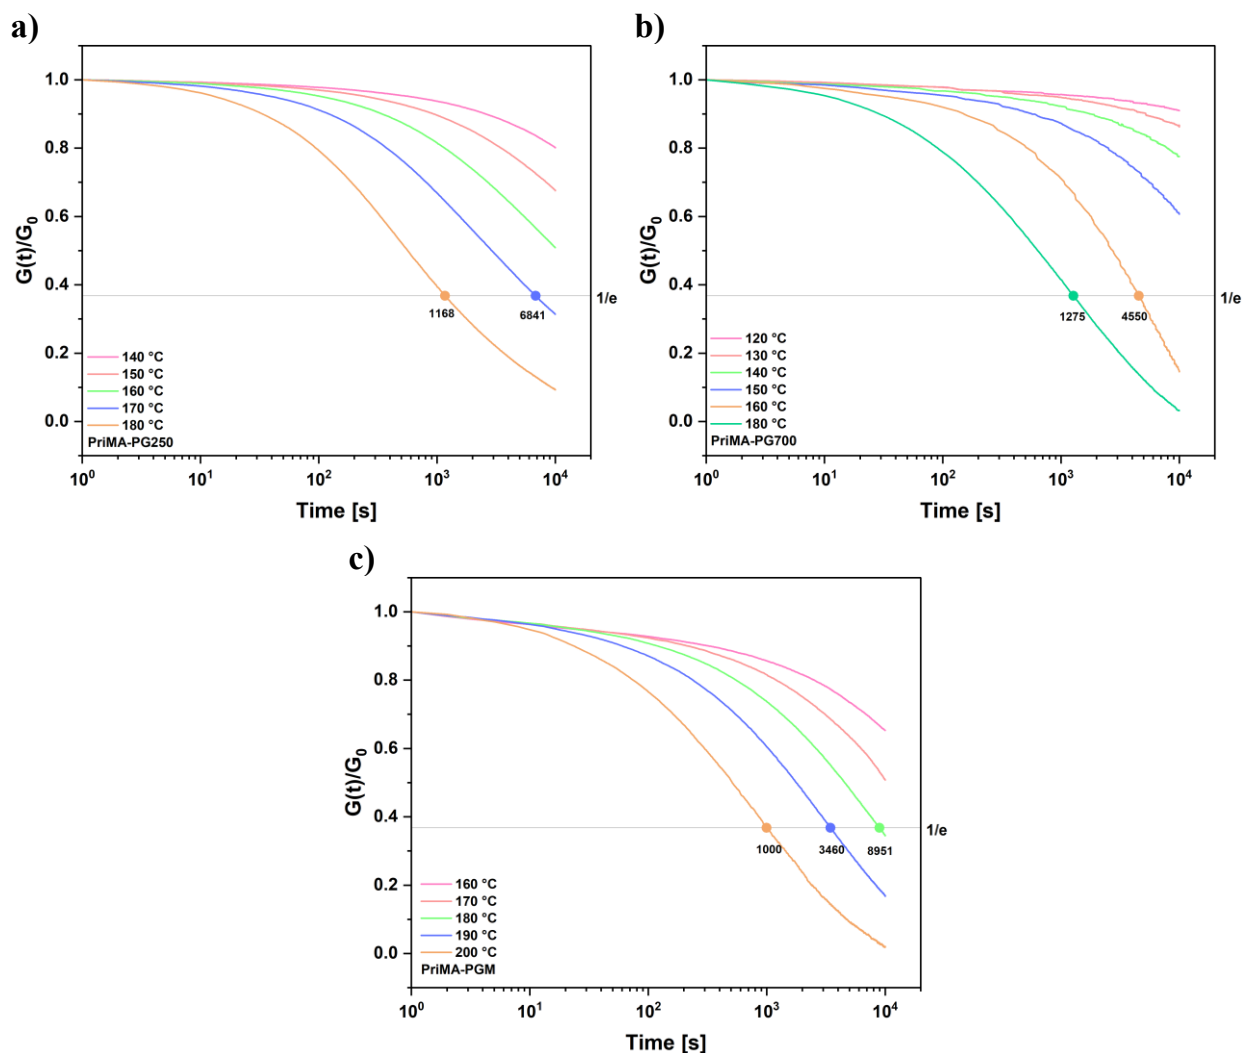 a)
1.0
0.8
0.6
0.4
0.2
0.0
G(t)/G0
1/e
1168
6841
140 °C
150 °C
160 °C
170 °C
180 °C
PriMA-PG250
10^0
10^1
10^2
10^3
10^4
Time [s]
b)
1.0
0.8
0.6
0.4
0.2
0.0
G(t)/G0
1/e
1275
4550
120 °C
130 °C
140 °C
150 °C
160 °C
180 °C
PriMA-PG700
10^0
10^1
10^2
10^3
10^4
Time [s]
c)
1.0
0.8
0.6
0.4
0.2
0.0
G(t)/G0
1/e
1000
3460
8951
160 °C
170 °C
180 °C
190 °C
200 °C
PriMA-PGM
10^0
10^1
10^2
10^3
10^4
Time [s]